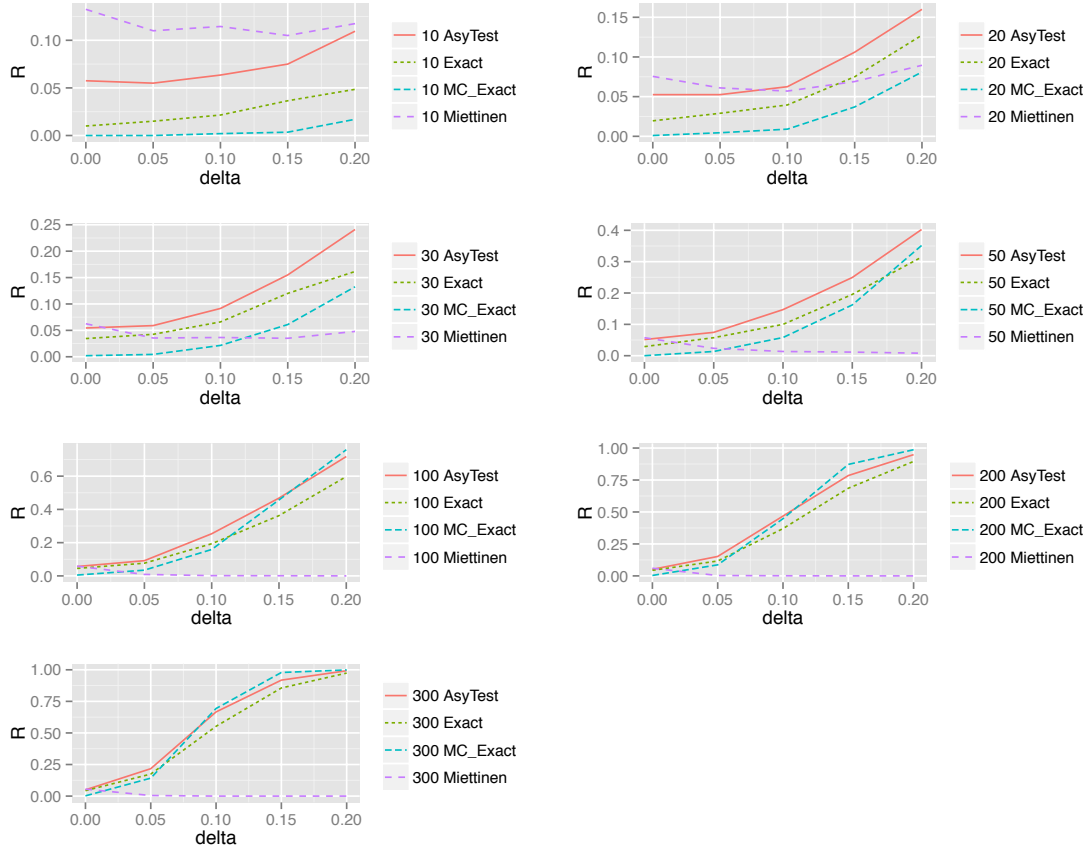 0.10
0.05
0.00
R
0.00 0.05 0.10 0.15 0.20
delta
10 AsyTest
10 Exact
10 MC_Exact
10 Miettinen
0.15
0.10
0.05
0.00
R
0.00 0.05 0.10 0.15 0.20
delta
20 AsyTest
20 Exact
20 MC_Exact
20 Miettinen
0.25
0.20
0.15
0.10
0.05
0.00
R
0.00 0.05 0.10 0.15 0.20
delta
30 AsyTest
30 Exact
30 MC_Exact
30 Miettinen
0.4
0.3
0.2
0.1
0.0
R
0.00 0.05 0.10 0.15 0.20
delta
50 AsyTest
50 Exact
50 MC_Exact
50 Miettinen
0.6
0.4
0.2
0.0
R
0.00 0.05 0.10 0.15 0.20
delta
100 AsyTest
100 Exact
100 MC_Exact
100 Miettinen
1.00
0.75
0.50
0.25
0.00
R
0.00 0.05 0.10 0.15 0.20
delta
200 AsyTest
200 Exact
200 MC_Exact
200 Miettinen
1.00
0.75
0.50
0.25
0.00
R
0.00 0.05 0.10 0.15 0.20
delta
300 AsyTest
300 Exact
300 MC_Exact
300 Miettinen